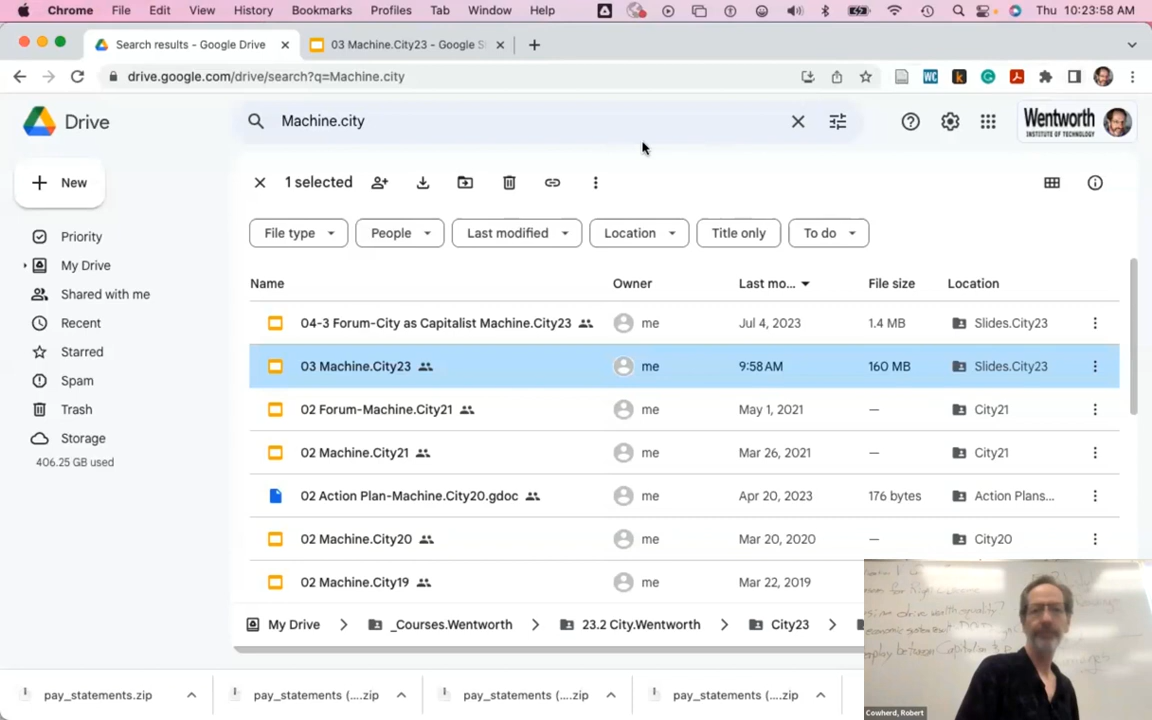 Chrome File Edit View History Bookmarks Profiles Tab Window Help Thu 10:23:58 AM
Search results - Google Drive 03 Machine.City23 - Google S
drive.google.com/drive/search?q=Machine.city
Drive
Machine.city
Wentworth
INSTITUTE OF TECHNOLOGY
New
1 selected
File type People Last modified Location Title only To do
Priority
My Drive
Shared with me
Recent
Starred
Spam
Trash
Storage
406.25 GB used
Name Owner Last mo... File size Location
04-3 Forum-City as Capitalist Machine.City23 me Jul 4, 2023 1.4 MB Slides.City23
03 Machine.City23 me 9:58 AM 160 MB Slides.City23
02 Forum-Machine.City21 me May 1, 2021 — City21
02 Machine.City21 me Mar 26, 2021 — City21
02 Action Plan-Machine.City20.gdoc me Apr 20, 2023 176 bytes Action Plans...
02 Machine.City20 me Mar 20, 2020 — City20
02 Machine.City19 me Mar 22, 2019
My Drive > _Courses.Wentworth > 23.2 City.Wentworth > City23 >
pay_statements.zip pay_statements (....zip pay_statements (....zip pay_statements (....zip
Cowherd, Robert